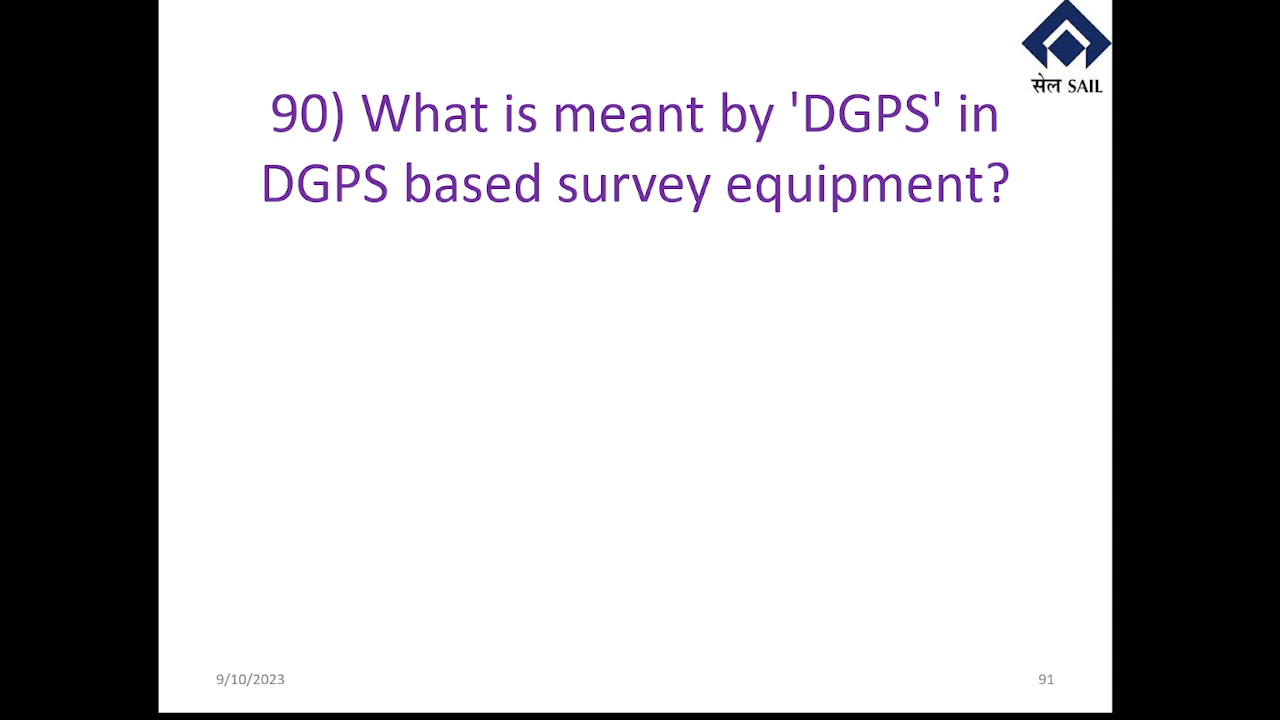 सेल SAIL
90) What is meant by 'DGPS' in
DGPS based survey equipment?
9/10/2023
91